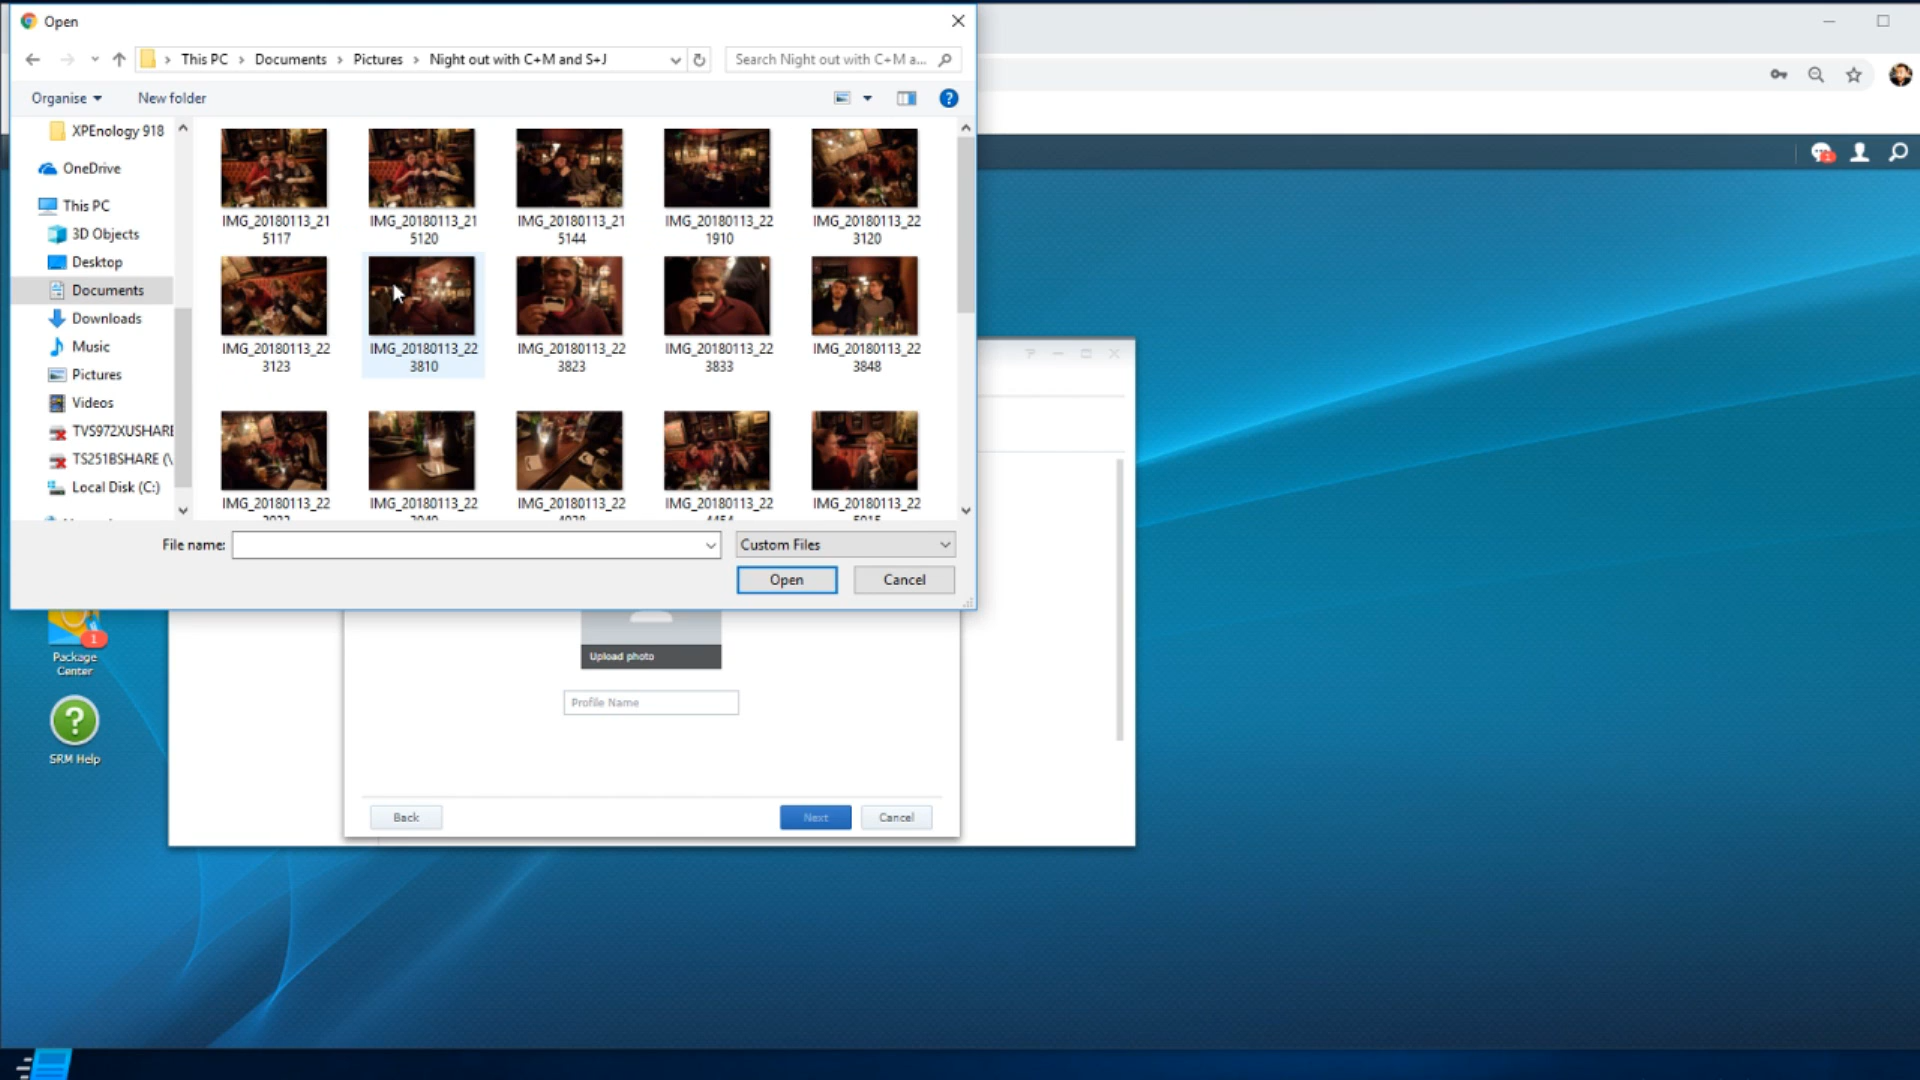 Open
This PC > Documents > Pictures > Night out with C+M and S+J
Search Night out with C+M a...
Organise
New folder
XPEnology 918
OneDrive
This PC
3D Objects
Desktop
Documents
Downloads
Music
Pictures
Videos
TVS972XUSHARE
TS251BSHARE (\
Local Disk (C:)
IMG_20180113_21
5117
IMG_20180113_21
5120
IMG_20180113_21
5144
IMG_20180113_22
1910
IMG_20180113_22
3120
IMG_20180113_22
3123
IMG_20180113_22
3810
IMG_20180113_22
3823
IMG_20180113_22
3833
IMG_20180113_22
3848
IMG_20180113_22
IMG_20180113_22
IMG_20180113_22
IMG_20180113_22
IMG_20180113_22
File name:
Custom Files
Open
Cancel
1
Package
Center
SRM Help
Upload photo
Profile Name
Back
Next
Cancel